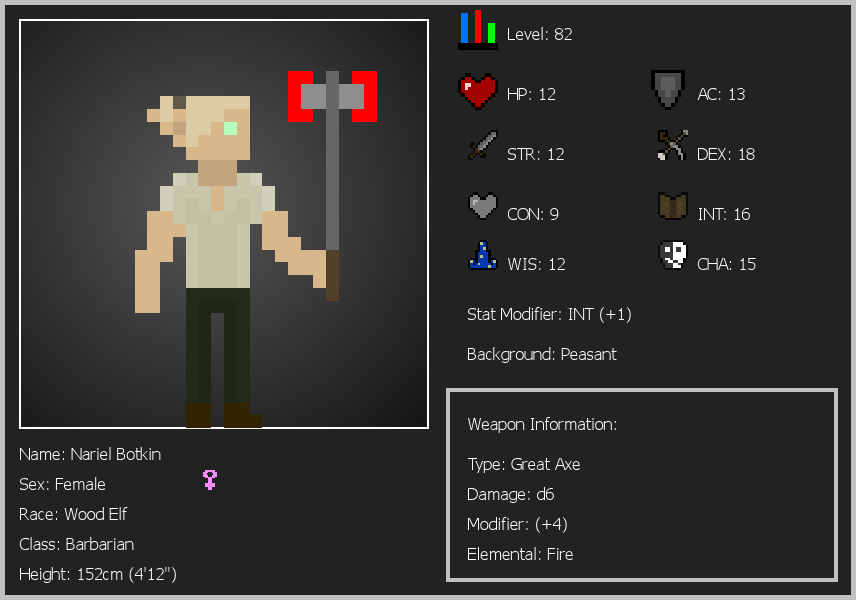 Level: 82
HP: 12
AC: 13
STR: 12
DEX: 18
CON: 9
INT: 16
WIS: 12
CHA: 15
Stat Modifier: INT (+1)
Background: Peasant
Weapon Information:
Type: Great Axe
Damage: d6
Modifier: (+4)
Elemental: Fire
Name: Nariel Botkin
Sex: Female
Race: Wood Elf
Class: Barbarian
Height: 152cm (4'12")